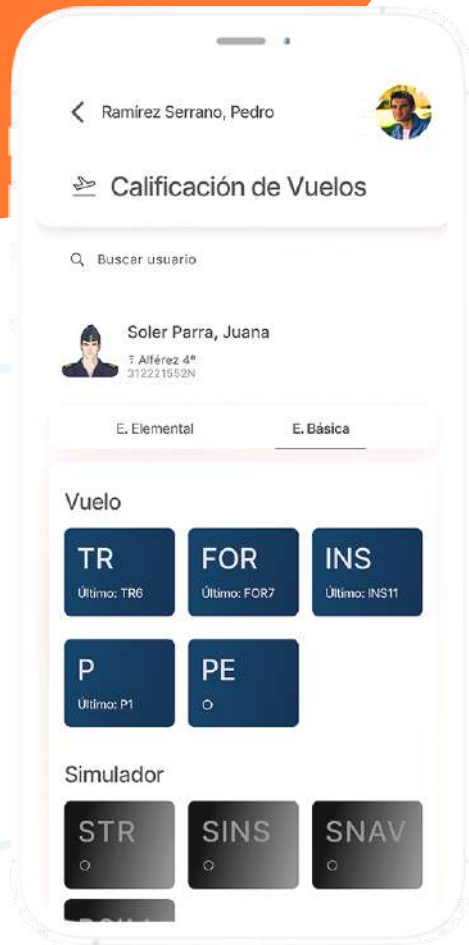 Ramírez Serrano, Pedro
Calificación de Vuelos
Buscar usuario
Soler Parra, Juana
Alférez 4º
312221552N
E. Elemental
E. Básica
Vuelo
TR
Último: TR6
FOR
Último: FOR7
INS
Último: INS11
P
Último: P1
PE
Simulador
STR
SINS
SNAV